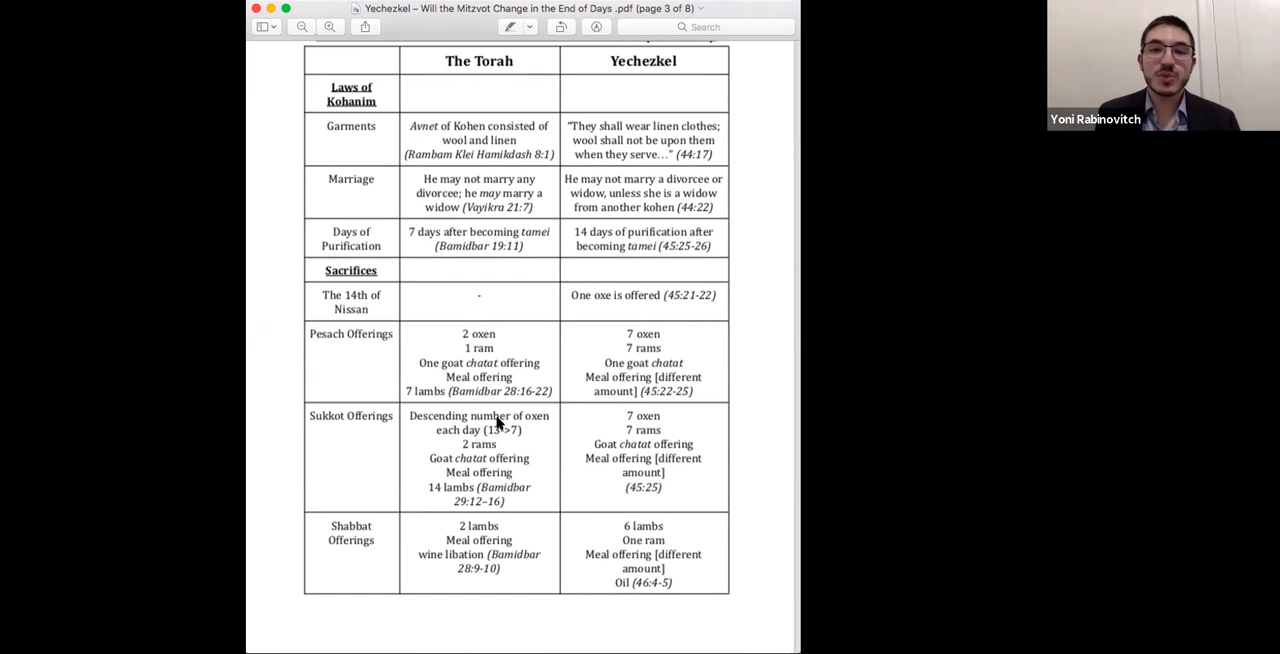 Yechezkel – Will the Mitzvot Change in the End of Days .pdf (page 3 of 8)
Search
Yoni Rabinovitch
The Torah
Yechezkel
Laws of
Kohanim
Garments
Avnet of Kohen consisted of
wool and linen
(Rambam Klei Hamikdash 8:1)
"They shall wear linen clothes;
wool shall not be upon them
when they serve…" (44:17)
Marriage
He may not marry any
divorcee; he may marry a
widow (Vayikra 21:7)
He may not marry a divorcee or
widow, unless she is a widow
from another kohen (44:22)
Days of
Purification
7 days after becoming tamei
(Bamidbar 19:11)
14 days of purification after
becoming tamei (45:25-26)
Sacrifices
The 14th of
Nissan
-
One oxe is offered (45:21-22)
Pesach Offerings
2 oxen
1 ram
One goat chatat offering
Meal offering
7 lambs (Bamidbar 28:16-22)
7 oxen
7 rams
One goat chatat
Meal offering [different
amount] (45:22-25)
Sukkot Offerings
Descending number of oxen
each day (13->7)
2 rams
Goat chatat offering
Meal offering
14 lambs (Bamidbar
29:12–16)
7 oxen
7 rams
Goat chatat offering
Meal offering [different
amount]
(45:25)
Shabbat
Offerings
2 lambs
Meal offering
wine libation (Bamidbar
28:9-10)
6 lambs
One ram
Meal offering [different
amount]
Oil (46:4-5)